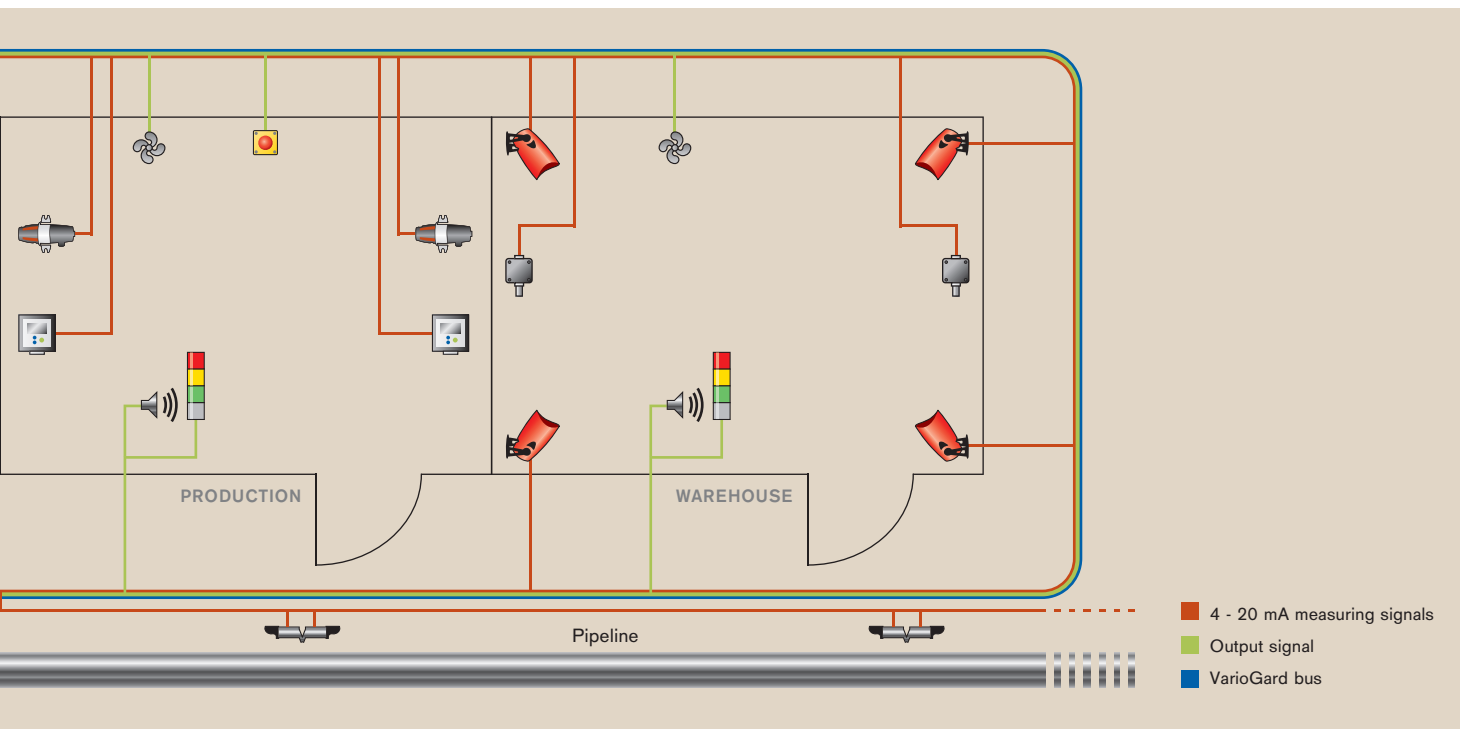 PRODUCTION
WAREHOUSE
Pipeline
4 - 20 mA measuring signals
Output signal
VarioGard bus